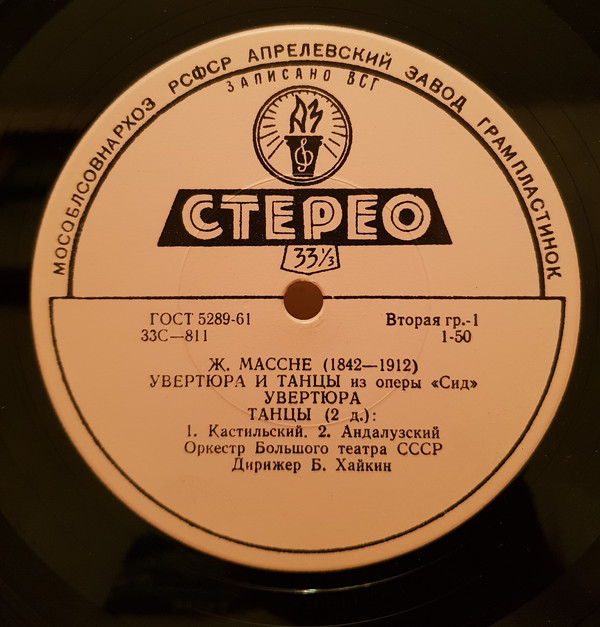 МОСОБЛСОВНАРХОЗ РСФСР АПРЕЛЕВСКИЙ ЗАВОД ГРАМПЛАСТИНОК
ЗАПИСАНО ВСГ
АЗ
СТЕРЕО
33⅓
ГОСТ 5289-61 Вторая гр.-1
33С—811 1-50
Ж. МАССНЕ (1842—1912)
УВЕРТЮРА И ТАНЦЫ из оперы «Сид»
УВЕРТЮРА
ТАНЦЫ (2 д.):
1. Кастильский. 2. Андалузский
Оркестр Большого театра СССР
Дирижер Б. Хайкин